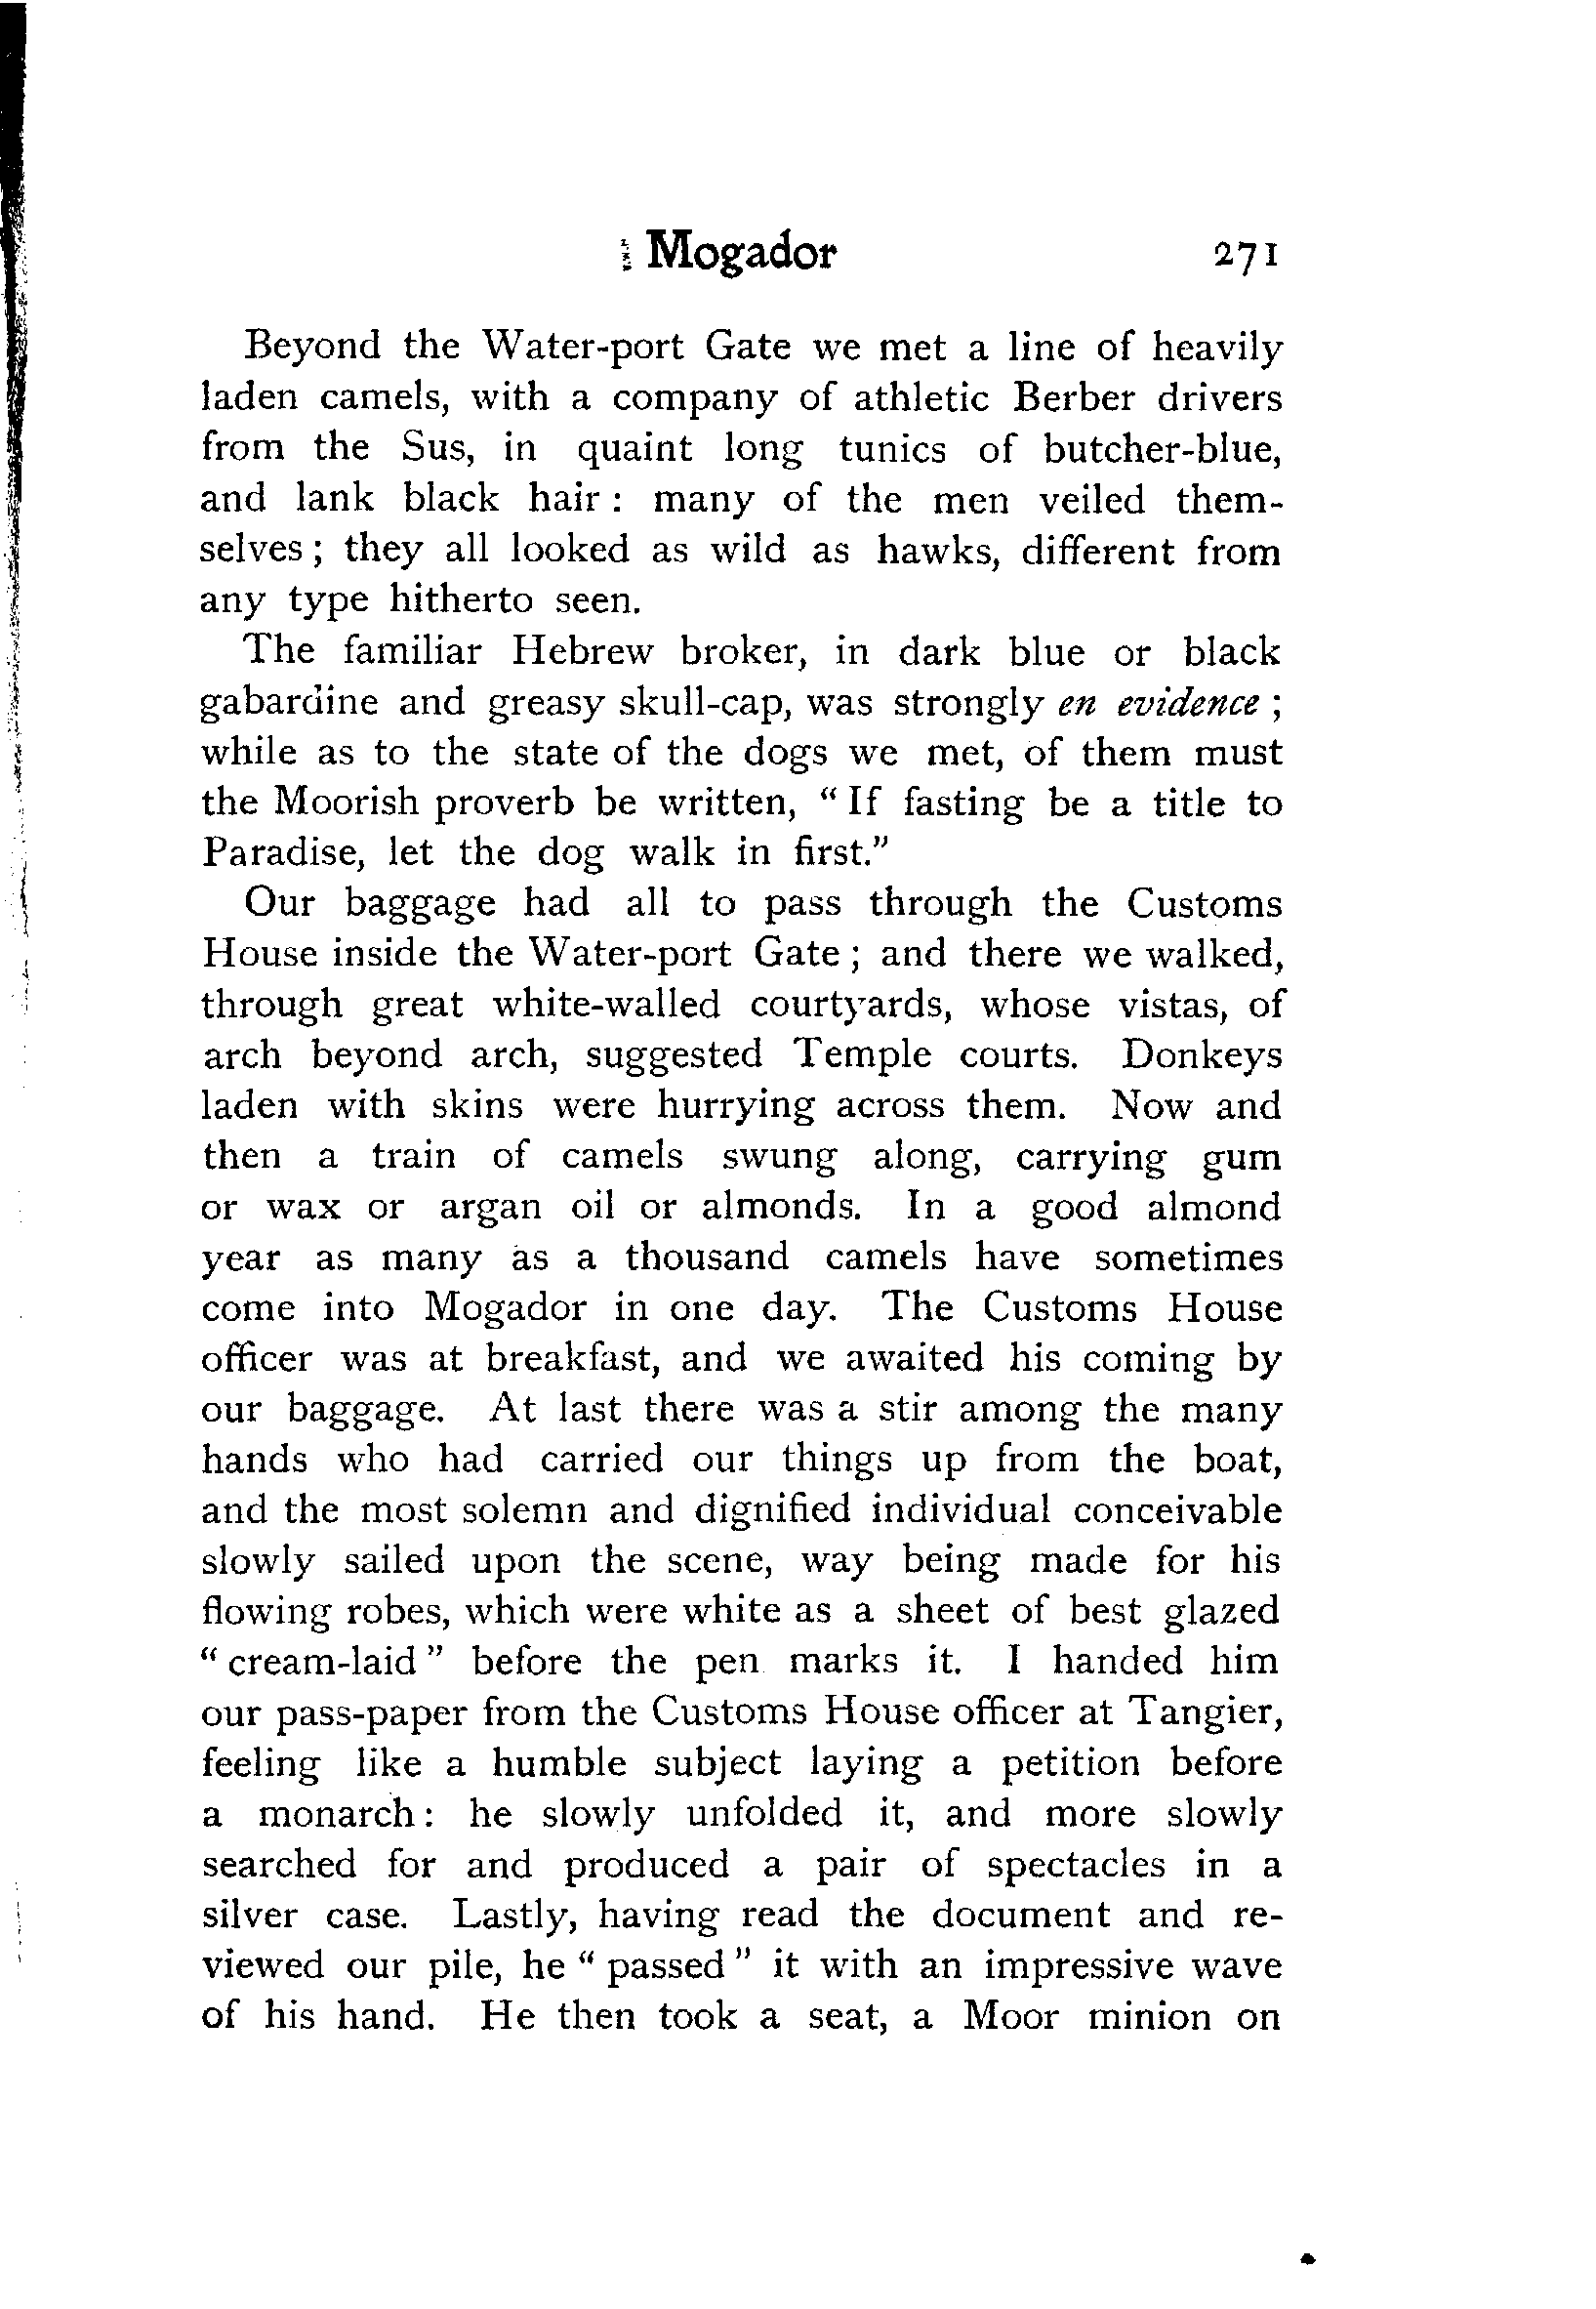 Mogador 271
Beyond the Water-port Gate we met a line of heavily
laden camels, with a company of athletic Berber drivers
from the Sus, in quaint long tunics of butcher-blue,
and lank black hair : many of the men veiled them-
selves ; they all looked as wild as hawks, different from
any type hitherto seen.
The familiar Hebrew broker, in dark blue or black
gabardine and greasy skull-cap, was strongly en evidence ;
while as to the state of the dogs we met, of them must
the Moorish proverb be written, " If fasting be a title to
Paradise, let the dog walk in first."
Our baggage had all to pass through the Customs
House inside the Water-port Gate ; and there we walked,
through great white-walled courtyards, whose vistas, of
arch beyond arch, suggested Temple courts. Donkeys
laden with skins were hurrying across them. Now and
then a train of camels swung along, carrying gum
or wax or argan oil or almonds. In a good almond
year as many as a thousand camels have sometimes
come into Mogador in one day. The Customs House
officer was at breakfast, and we awaited his coming by
our baggage. At last there was a stir among the many
hands who had carried our things up from the boat,
and the most solemn and dignified individual conceivable
slowly sailed upon the scene, way being made for his
flowing robes, which were white as a sheet of best glazed
" cream-laid " before the pen marks it. I handed him
our pass-paper from the Customs House officer at Tangier,
feeling like a humble subject laying a petition before
a monarch : he slowly unfolded it, and more slowly
searched for and produced a pair of spectacles in a
silver case. Lastly, having read the document and re-
viewed our pile, he " passed " it with an impressive wave
of his hand. He then took a seat, a Moor minion on